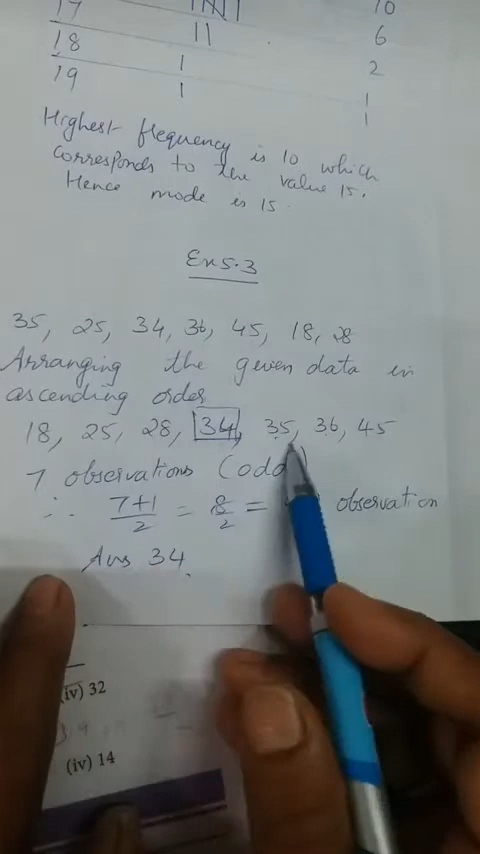 17 10
18 11 6
19 1 2
1 1
1
Highest frequency
is 10 which
corresponds to the value 15.
Hence mode is 15.
Ex 5.3
35, 25, 34, 36, 45, 18, 28
Arranging the given data in
ascending order
18, 25, 28, 34, 35, 36, 45
7 observations (odd)
∴ 7+1/2 = 8/2 = observation
Ans 34.
(iv) 32
(iv) 14